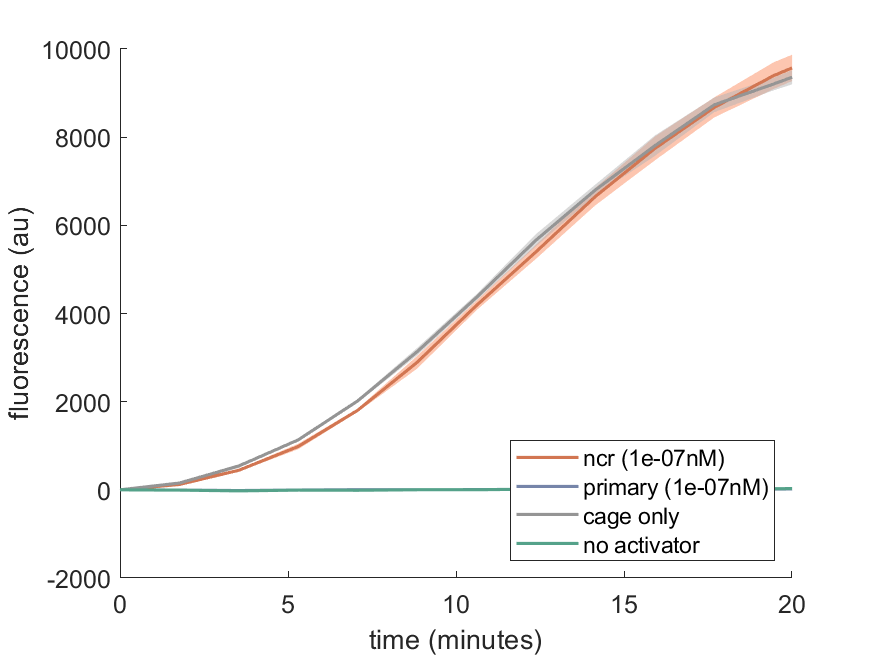 10000
8000
6000
4000
2000
0
-2000
fluorescence (au)
0 5 10 15 20
time (minutes)
ncr (1e-07nM)
primary (1e-07nM)
cage only
no activator